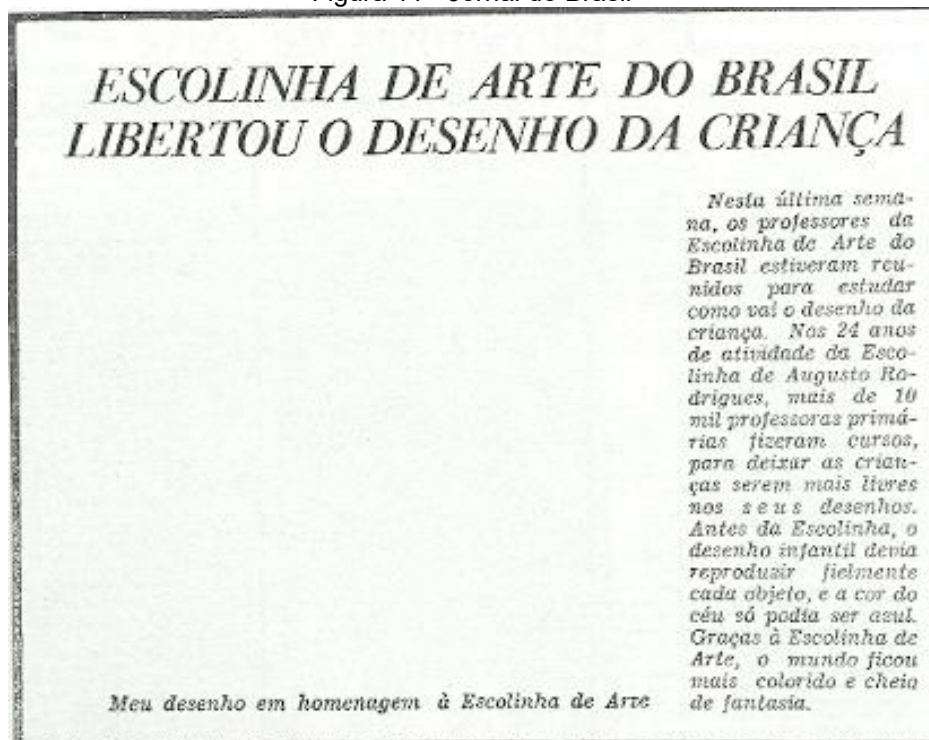 ESCOLINHA DE ARTE DO BRASIL
LIBERTOU O DESENHO DA CRIANÇA
Nesta última sema-
na, os professores da
Escolinha de Arte do
Brasil estiveram reu-
nidos para estudar
como vai o desenho da
criança. Nos 24 anos
de atividade da Esco-
linha de Augusto Ro-
drigues, mais de 10
mil professoras primá-
rias fizeram cursos,
para deixar as crian-
ças serem mais livres
nos seus desenhos.
Antes da Escolinha, o
desenho infantil devia
reproduzir fielmente
cada objeto, e a cor do
céu só podia ser azul.
Graças à Escolinha de
Arte, o mundo ficou
mais colorido e cheio
de fantasia.
Meu desenho em homenagem à Escolinha de Arte